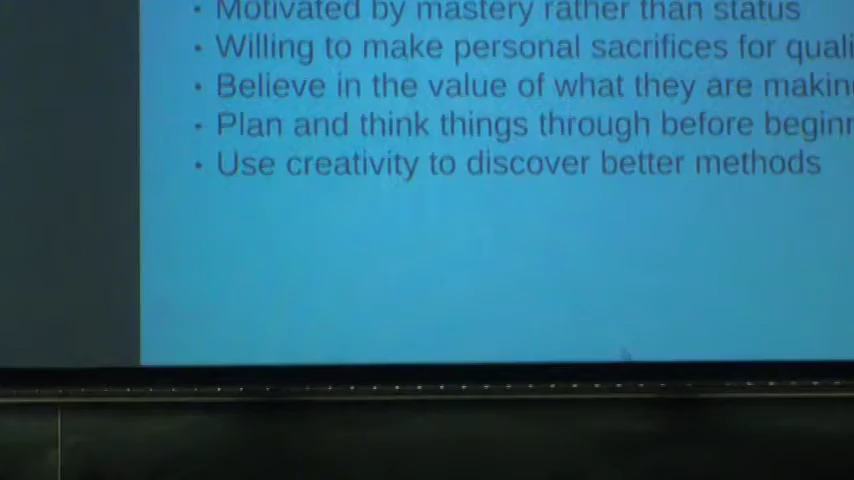 • Motivated by mastery rather than status
• Willing to make personal sacrifices for quali
• Believe in the value of what they are makin
• Plan and think things through before beginn
• Use creativity to discover better methods